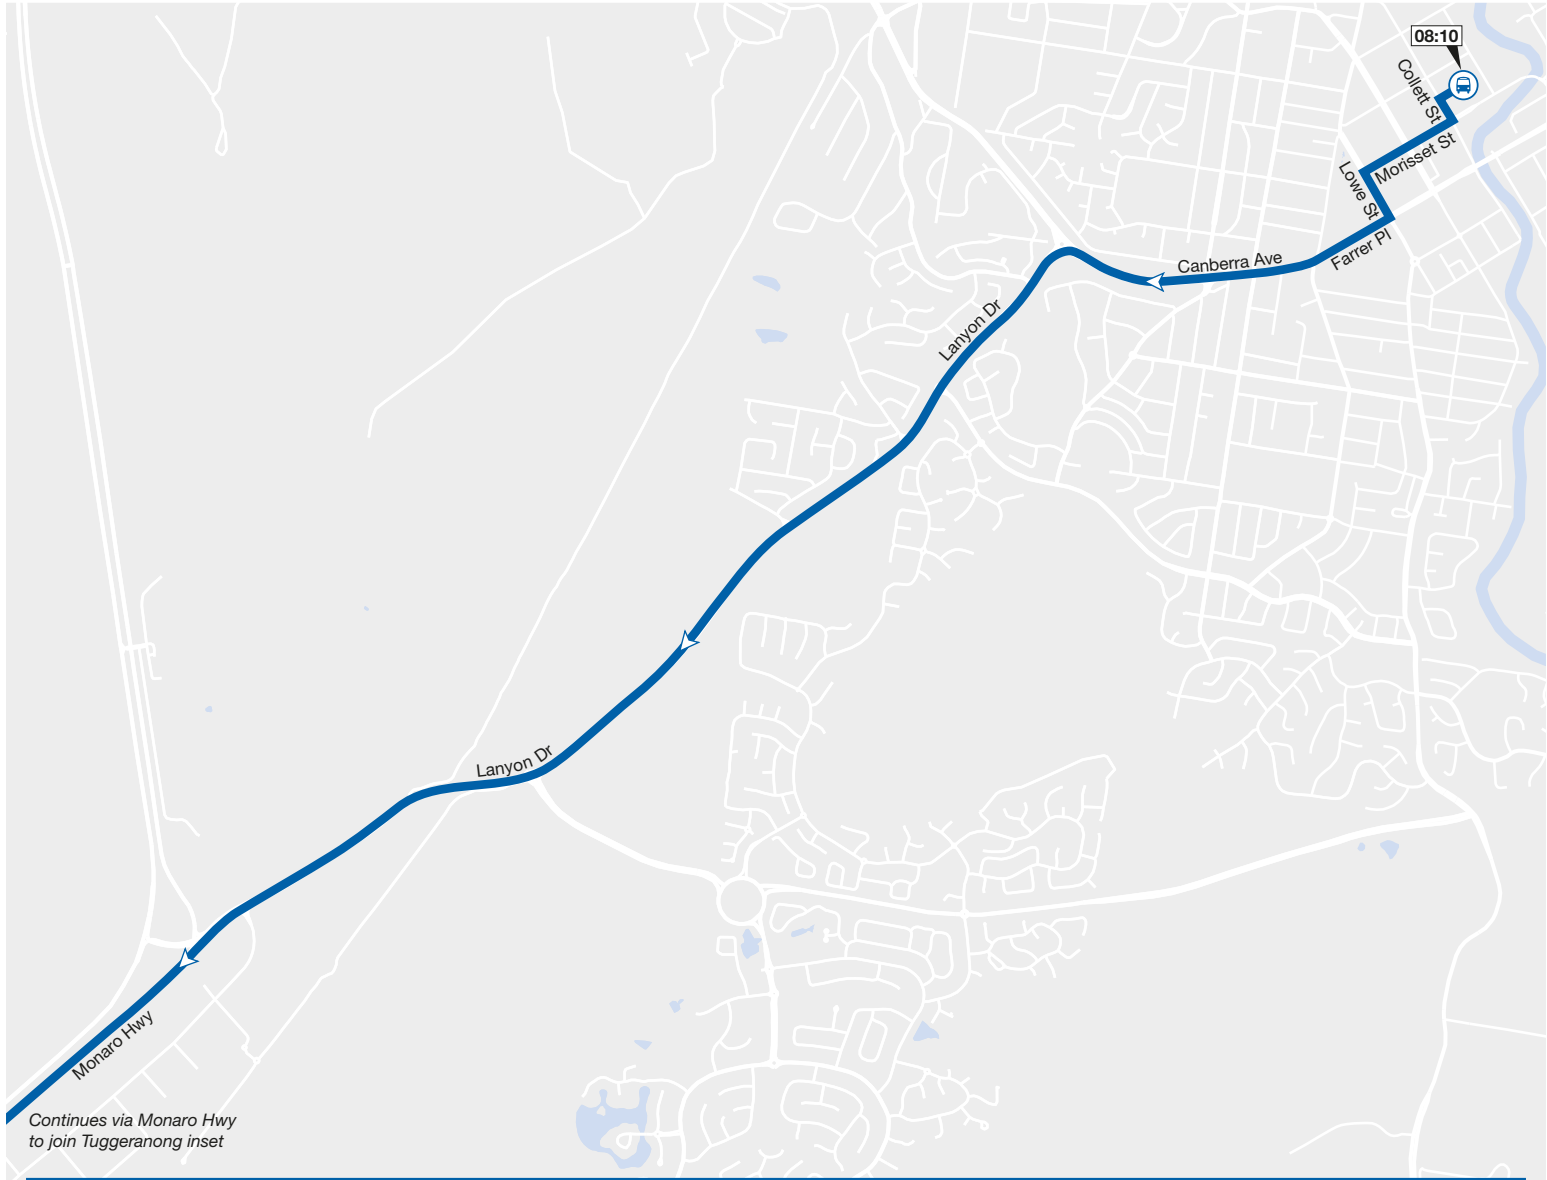 08:10
Collett St
Morisset St
Lowe St
Farrer Pl
Canberra Ave
Lanyon Dr
Lanyon Dr
Monaro Hwy
Continues via Monaro Hwy
to join Tuggeranong inset